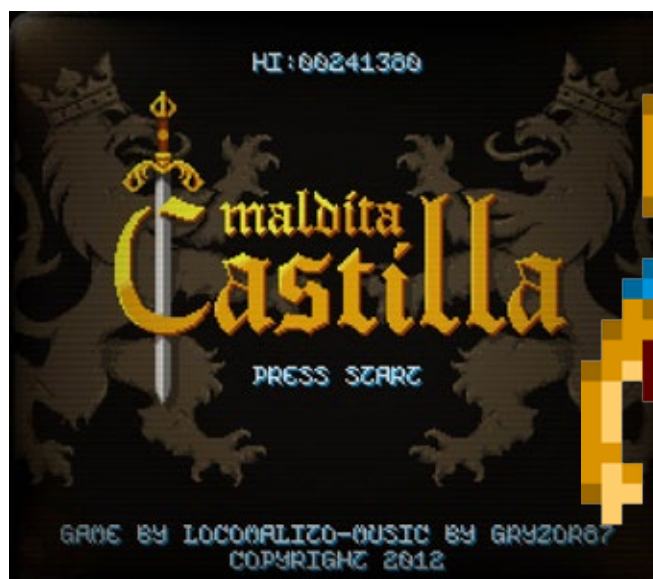 HI:00241380
maldita
Castilla
PRESS START
GAME BY LOCOMALITO-MUSIC BY GRYZOR87
COPYRIGHT 2012